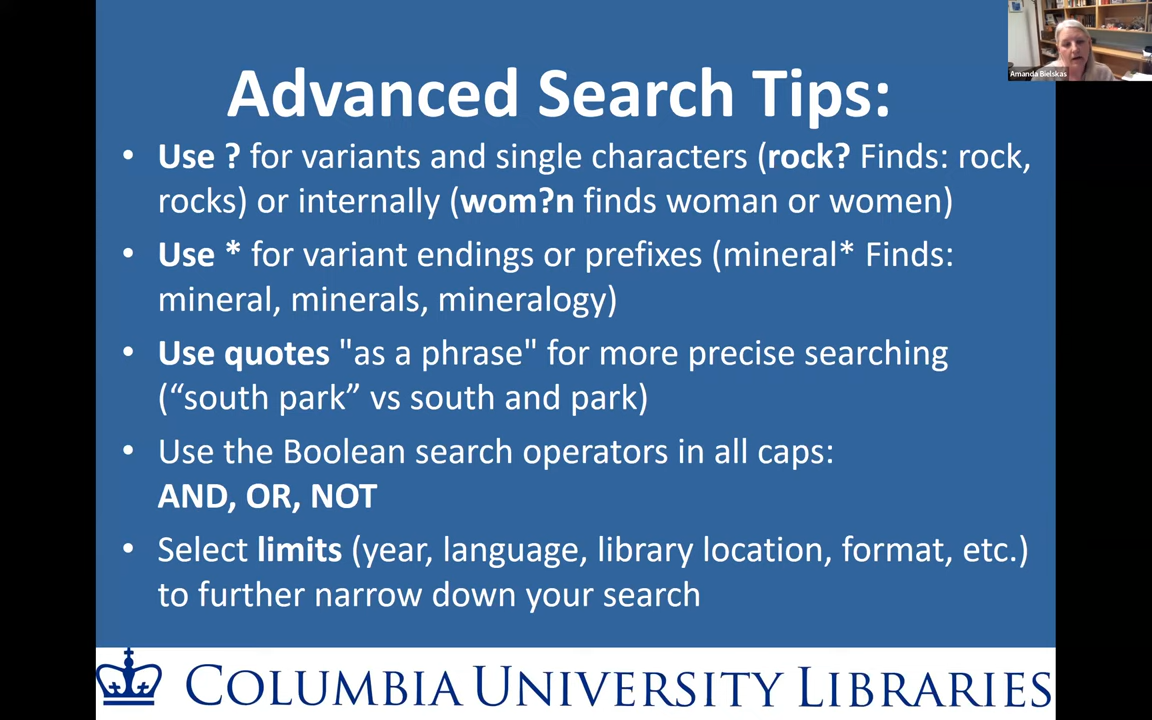 Amanda Bielskas
Advanced Search Tips:
• Use ? for variants and single characters (rock? Finds: rock,
rocks) or internally (wom?n finds woman or women)
• Use * for variant endings or prefixes (mineral* Finds:
mineral, minerals, mineralogy)
• Use quotes "as a phrase" for more precise searching
(“south park” vs south and park)
• Use the Boolean search operators in all caps:
AND, OR, NOT
• Select limits (year, language, library location, format, etc.)
to further narrow down your search
COLUMBIA UNIVERSITY LIBRARIES